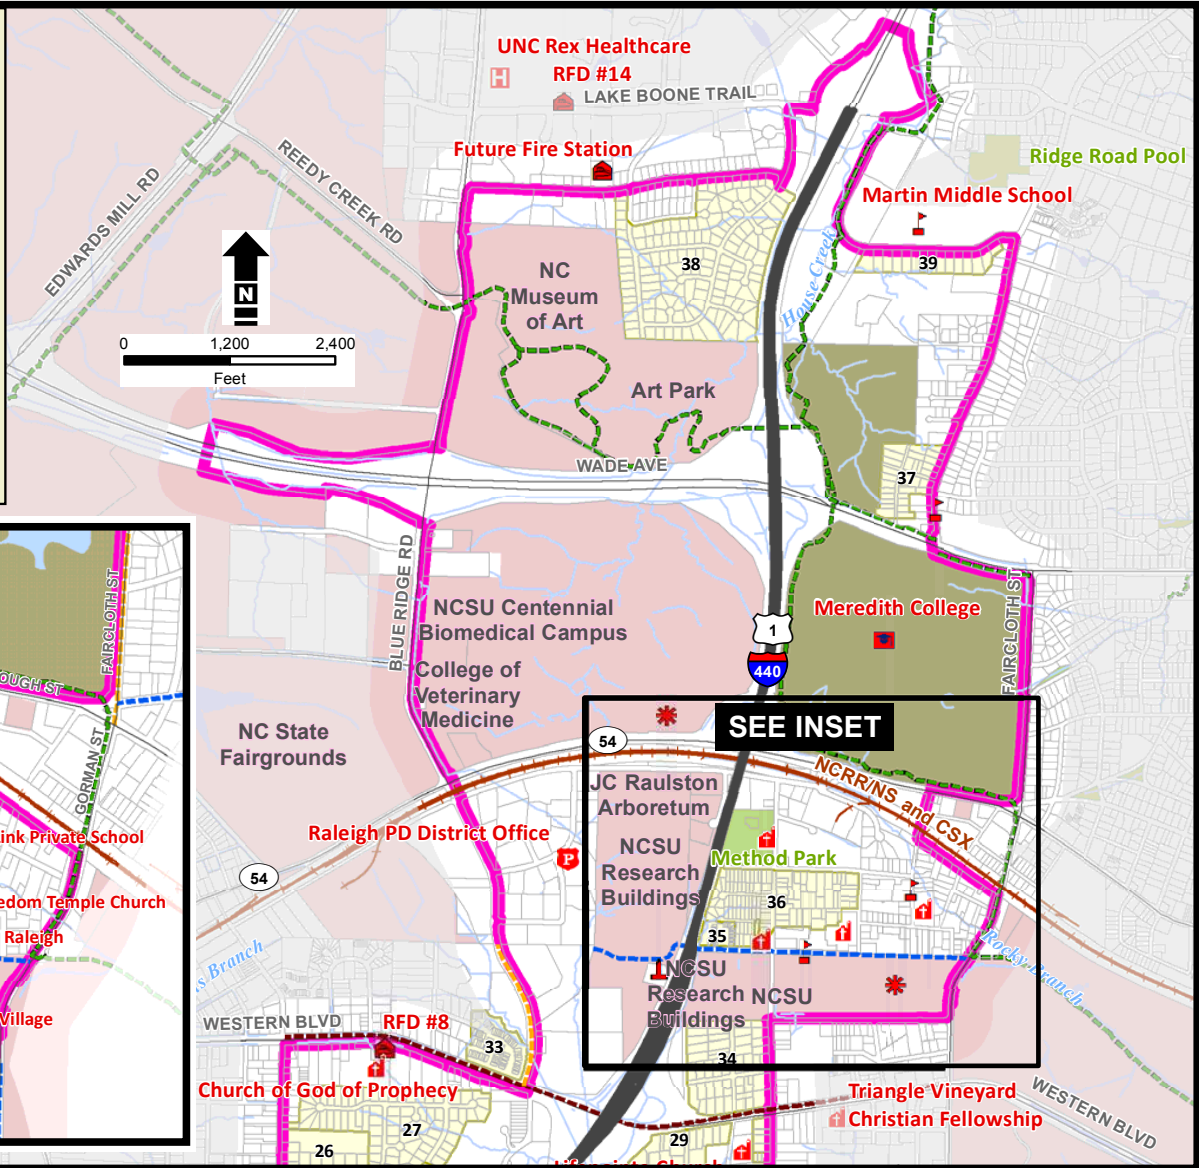 UNC Rex Healthcare
RFD #14
LAKE BOONE TRAIL
Future Fire Station
Ridge Road Pool
REEDY CREEK RD
EDWARDS MILL RD
Martin Middle School
House Creek
38
39
NC
Museum
of Art
N
0 1,200 2,400
Feet
Art Park
WADE AVE
37
BLUE RIDGE RD
NCSU Centennial
Biomedical Campus
College of
Veterinary
Medicine
Meredith College
FAIRCLOTH ST
1
440
NC State
Fairgrounds
SEE INSET
54
NCRR/NS and CSX
JC Raulston
Arboretum
Raleigh PD District Office
P
Method Park
NCSU
Research
Buildings
54
36
35
Rocky Branch
NCSU
Research
Buildings
NCSU
34
WESTERN BLVD
RFD #8
33
Church of God of Prophecy
Triangle Vineyard
Christian Fellowship
WESTERN BLVD
27
26
29
FAIRCLOTH ST
OUGH ST
GORMAN ST
ink Private School
edom Temple Church
Raleigh
Village
s Branch
H
Lifepointe Church